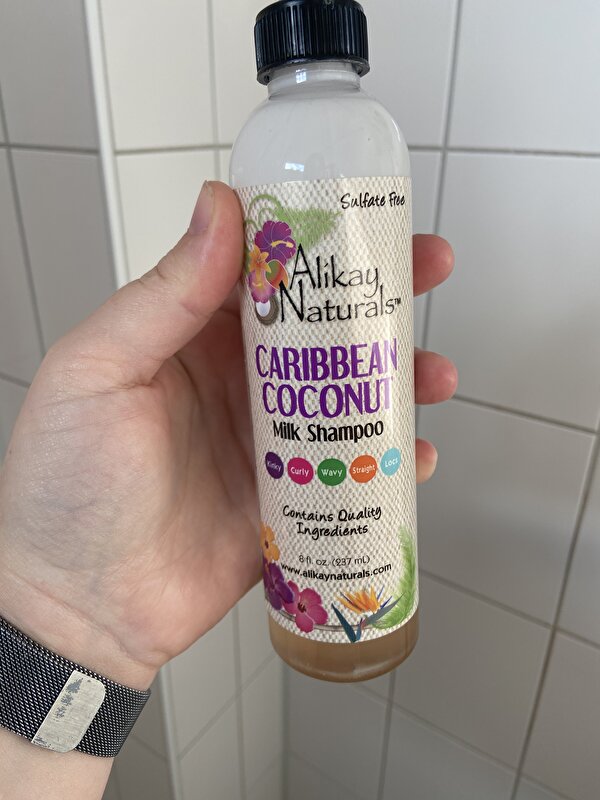 Sulfate Free
Alikay
Naturals™
CARIBBEAN
COCONUT
Milk Shampoo
Kinky Curly Wavy Straight Locs
Contains Quality
Ingredients
8 fl. oz. (237 mL)
www.alikaynaturals.com